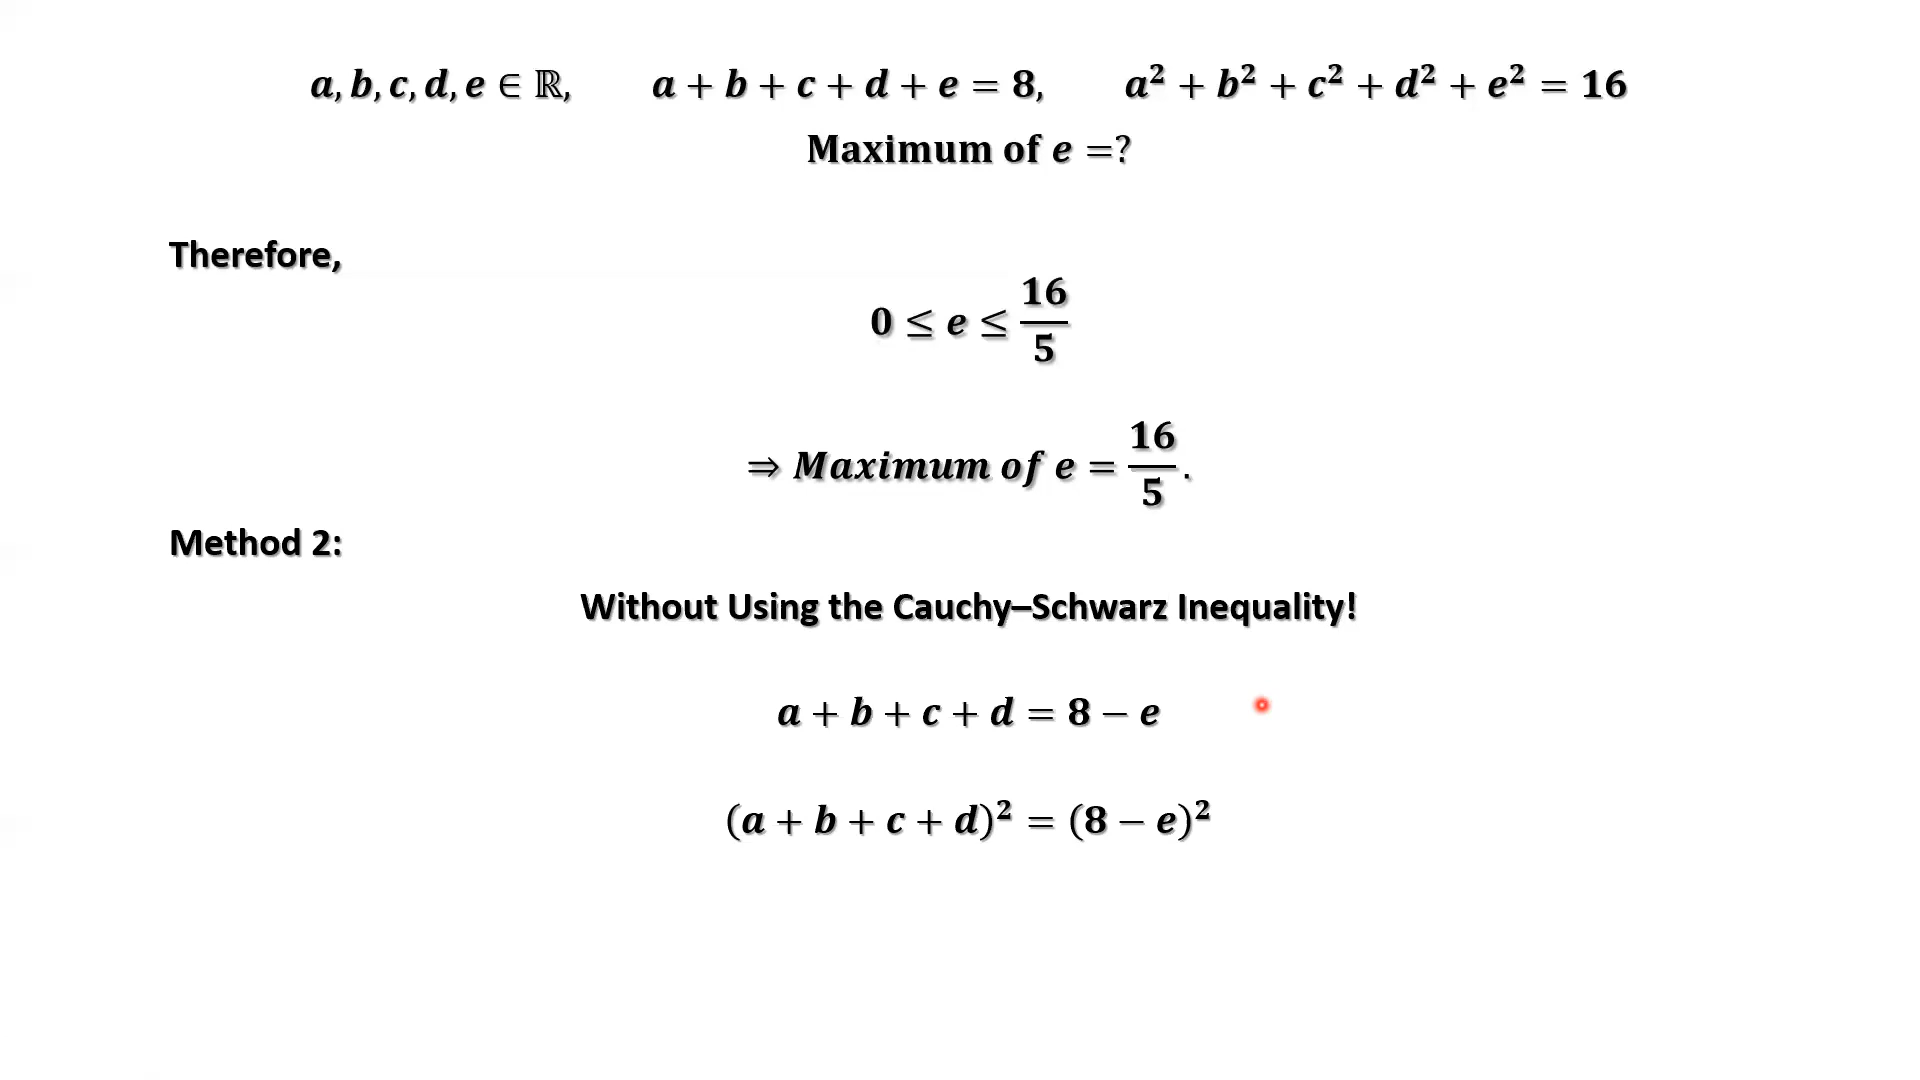 a, b, c, d, e ∈ ℝ, a + b + c + d + e = 8, a² + b² + c² + d² + e² = 16
Maximum of e =?
Therefore,
0 ≤ e ≤ 16/5
⇒ Maximum of e = 16/5.
Method 2:
Without Using the Cauchy–Schwarz Inequality!
a + b + c + d = 8 − e
(a + b + c + d)² = (8 − e)²